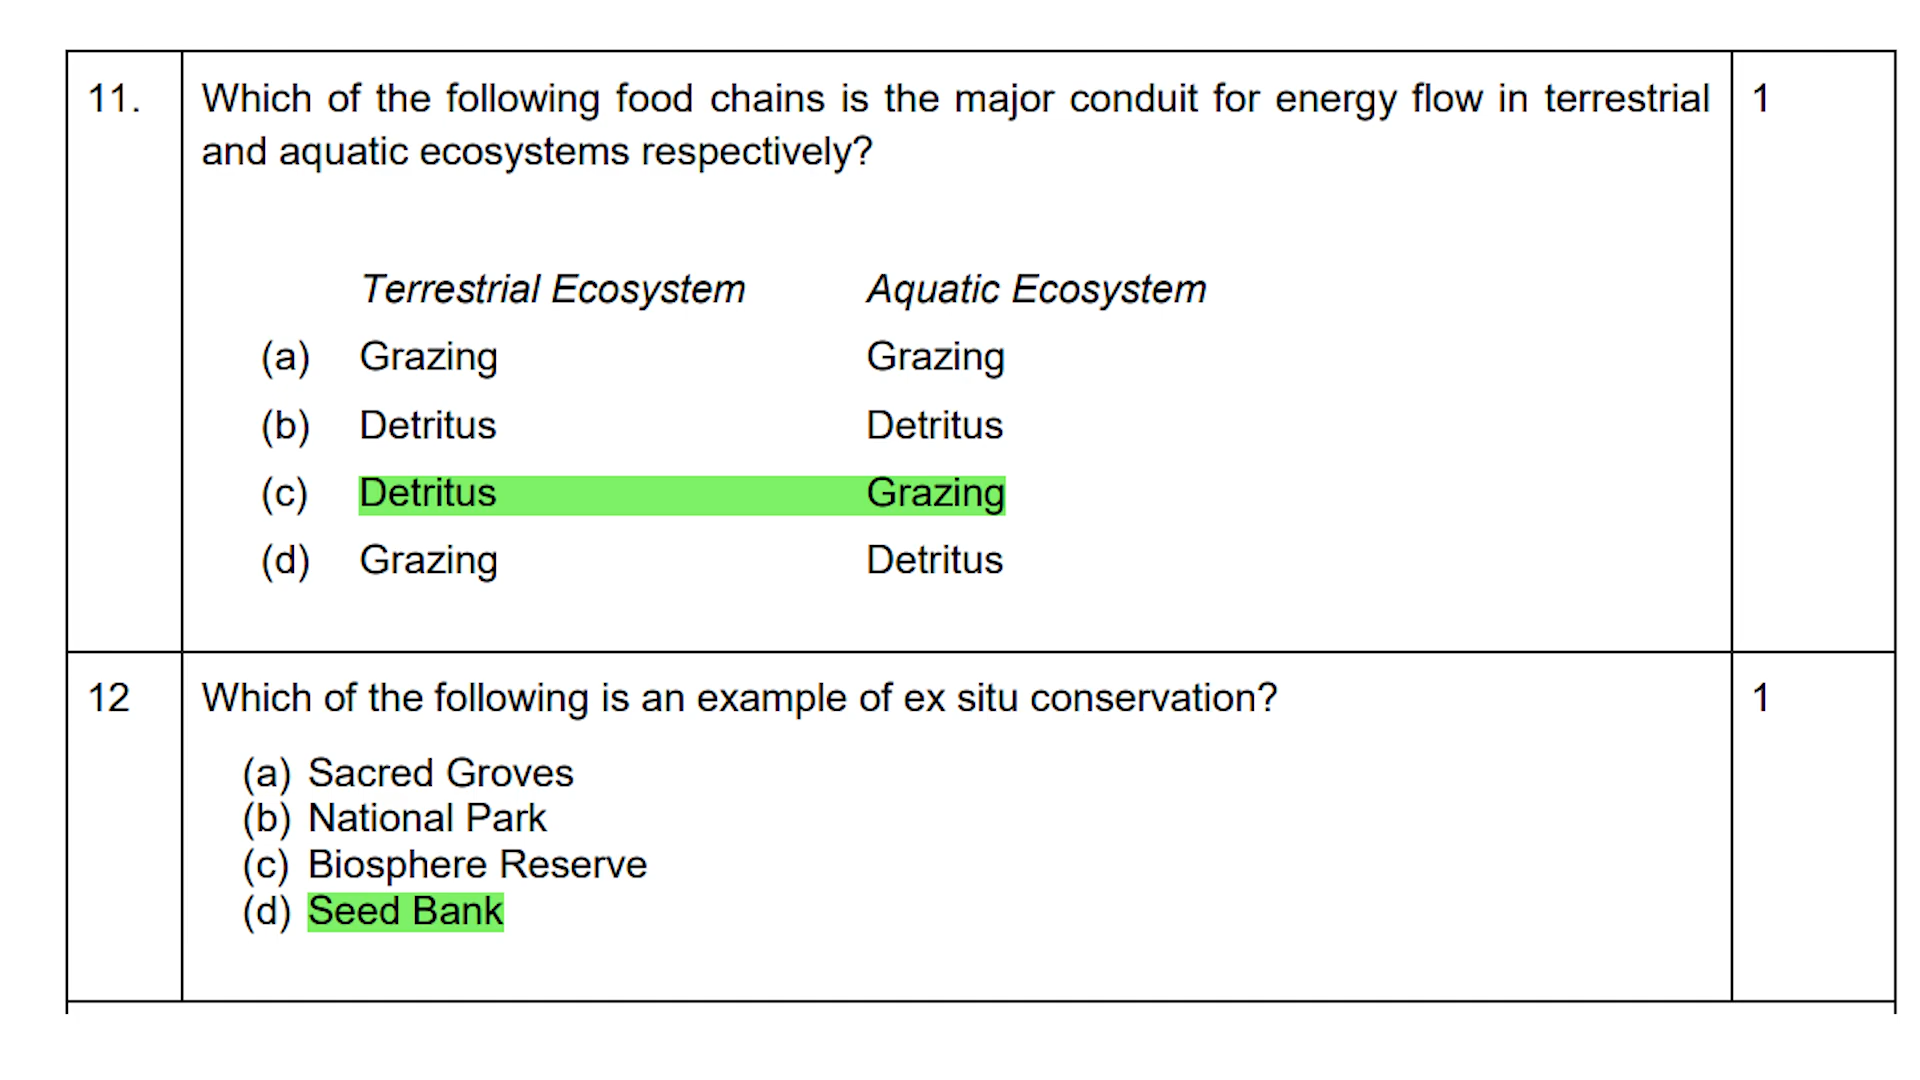 11. Which of the following food chains is the major conduit for energy flow in terrestrial 1
and aquatic ecosystems respectively?
Terrestrial Ecosystem Aquatic Ecosystem
(a) Grazing Grazing
(b) Detritus Detritus
(c) Detritus Grazing
(d) Grazing Detritus
12 Which of the following is an example of ex situ conservation? 1
(a) Sacred Groves
(b) National Park
(c) Biosphere Reserve
(d) Seed Bank